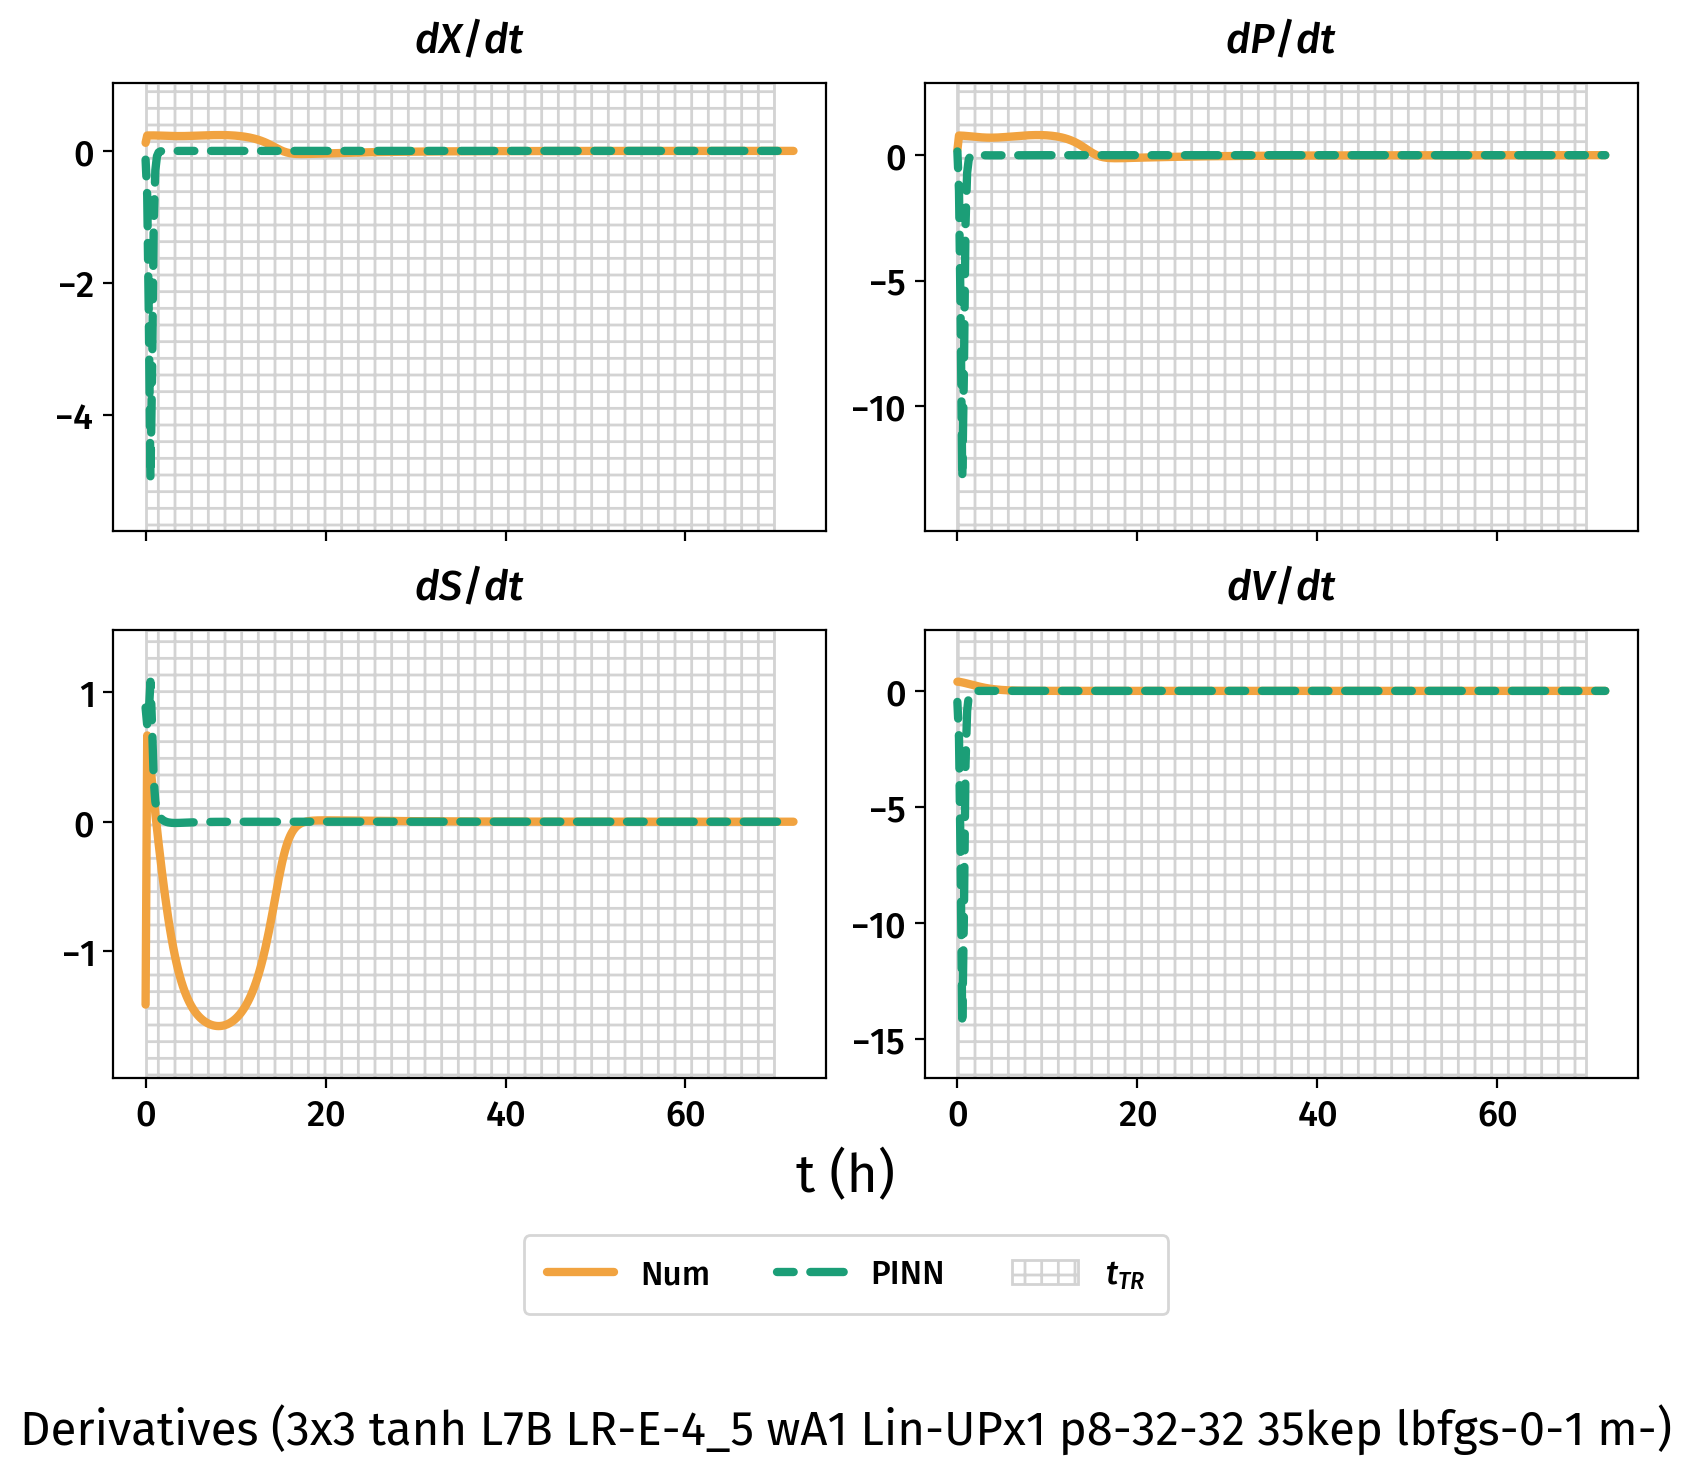 dX/dt
dP/dt
0
−2
−4
0
−5
−10
dS/dt
dV/dt
1
0
−1
0
−5
−10
−15
0 20 40 60
0 20 40 60
t (h)
Num PINN tTR
Derivatives (3x3 tanh L7B LR-E-4_5 wA1 Lin-UPx1 p8-32-32 35kep lbfgs-0-1 m-)